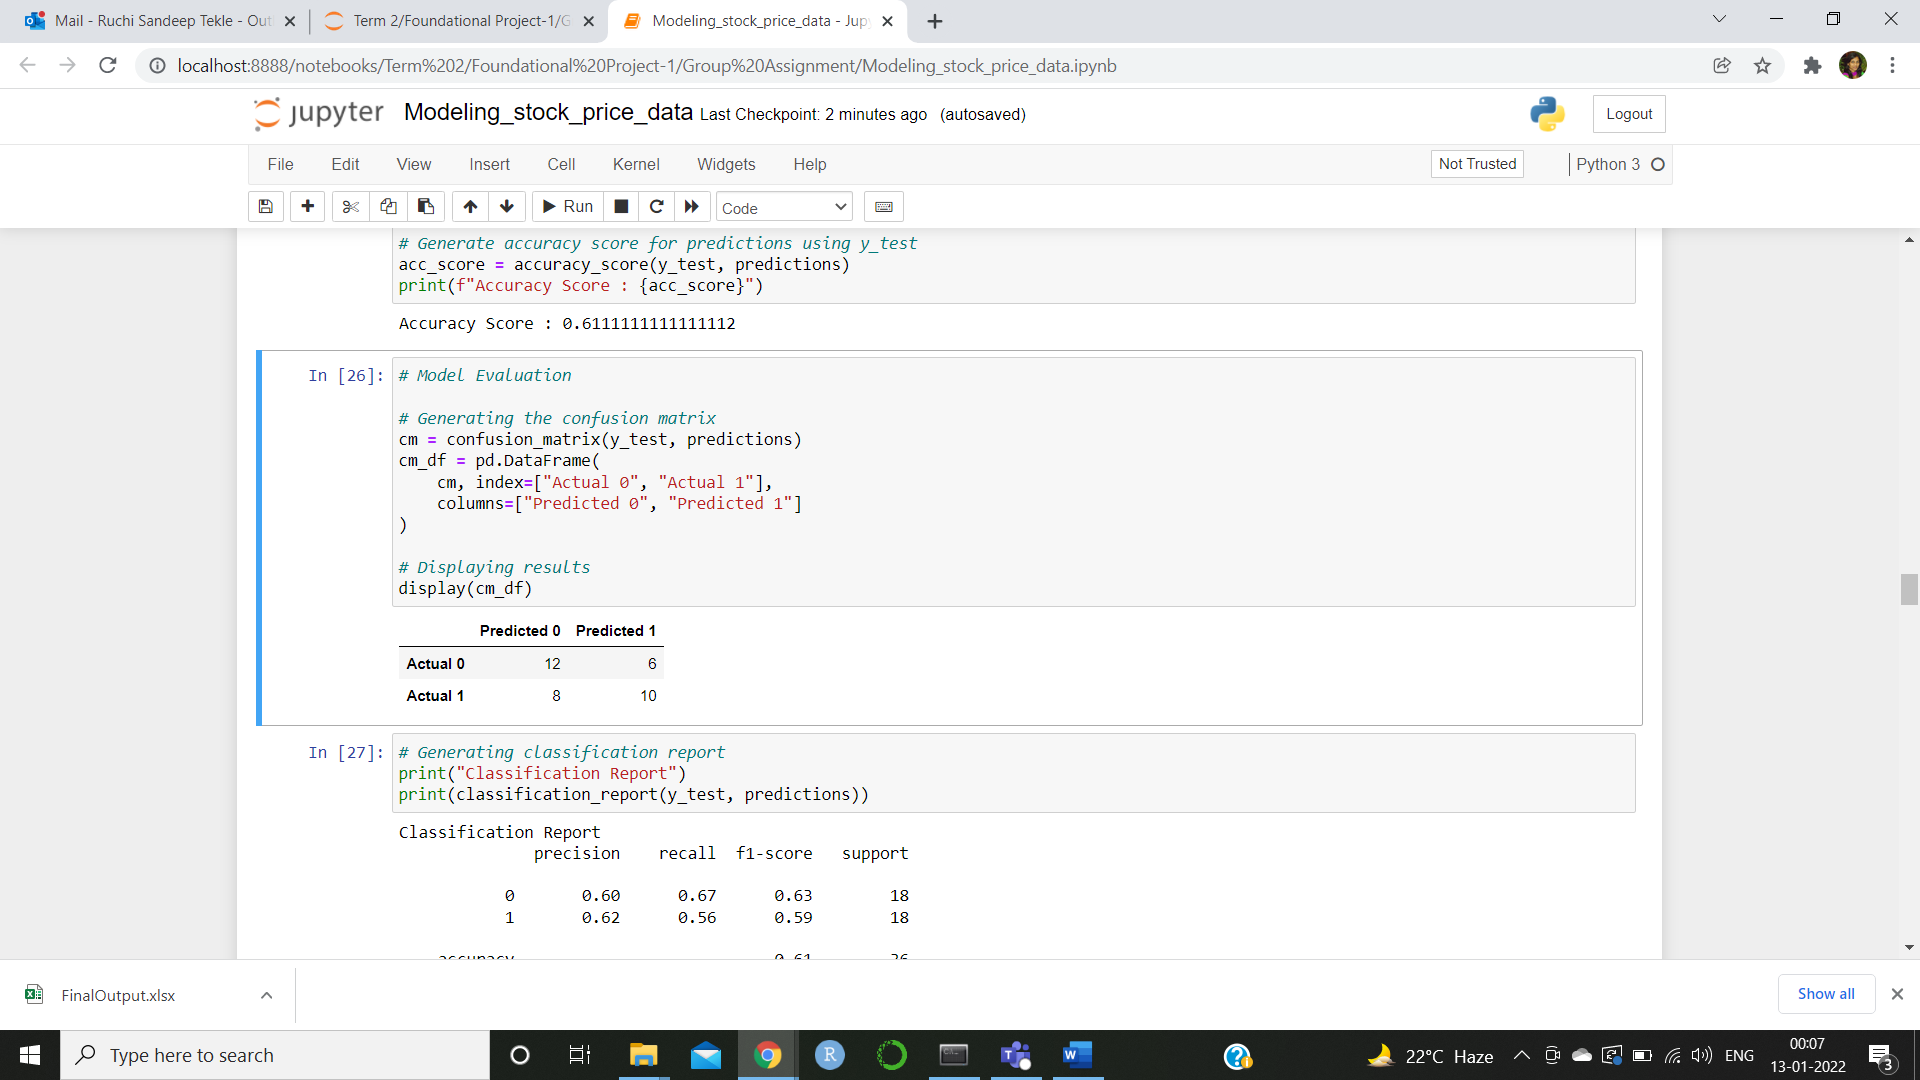 Mail - Ruchi Sandeep Tekle - Out
Term 2/Foundational Project-1/G
Modeling_stock_price_data - Jup
localhost:8888/notebooks/Term%202/Foundational%20Project-1/Group%20Assignment/Modeling_stock_price_data.ipynb
jupyter Modeling_stock_price_data Last Checkpoint: 2 minutes ago (autosaved)
Logout
File Edit View Insert Cell Kernel Widgets Help
Not Trusted
Python 3
Run
Code
# Generate accuracy score for predictions using y_test
acc_score = accuracy_score(y_test, predictions)
print(f"Accuracy Score : {acc_score}")
Accuracy Score : 0.6111111111111112
In [26]: # Model Evaluation
# Generating the confusion matrix
cm = confusion_matrix(y_test, predictions)
cm_df = pd.DataFrame(
cm, index=["Actual 0", "Actual 1"],
columns=["Predicted 0", "Predicted 1"]
)
# Displaying results
display(cm_df)
Predicted 0 Predicted 1
Actual 0 12 6
Actual 1 8 10
In [27]: # Generating classification report
print("Classification Report")
print(classification_report(y_test, predictions))
Classification Report
precision recall f1-score support
0 0.60 0.67 0.63 18
1 0.62 0.56 0.59 18
accuracy 0.61 36
FinalOutput.xlsx
Show all
Type here to search
R
22°C Haze
ENG
00:07
13-01-2022
3